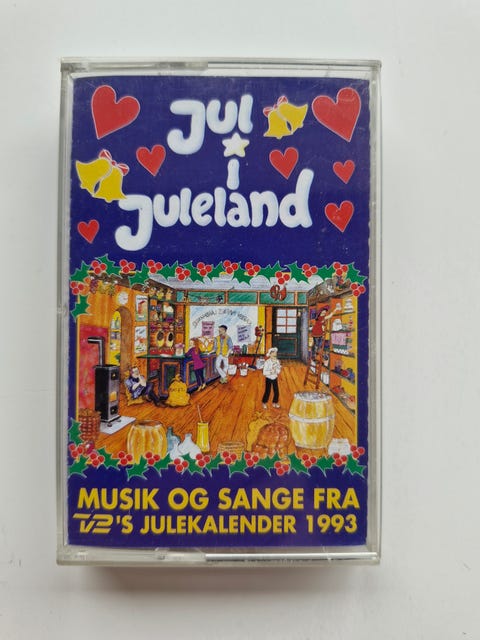 Jul
i
Juleland
MUSIK OG SANGE FRA
TV2'S JULEKALENDER 1993